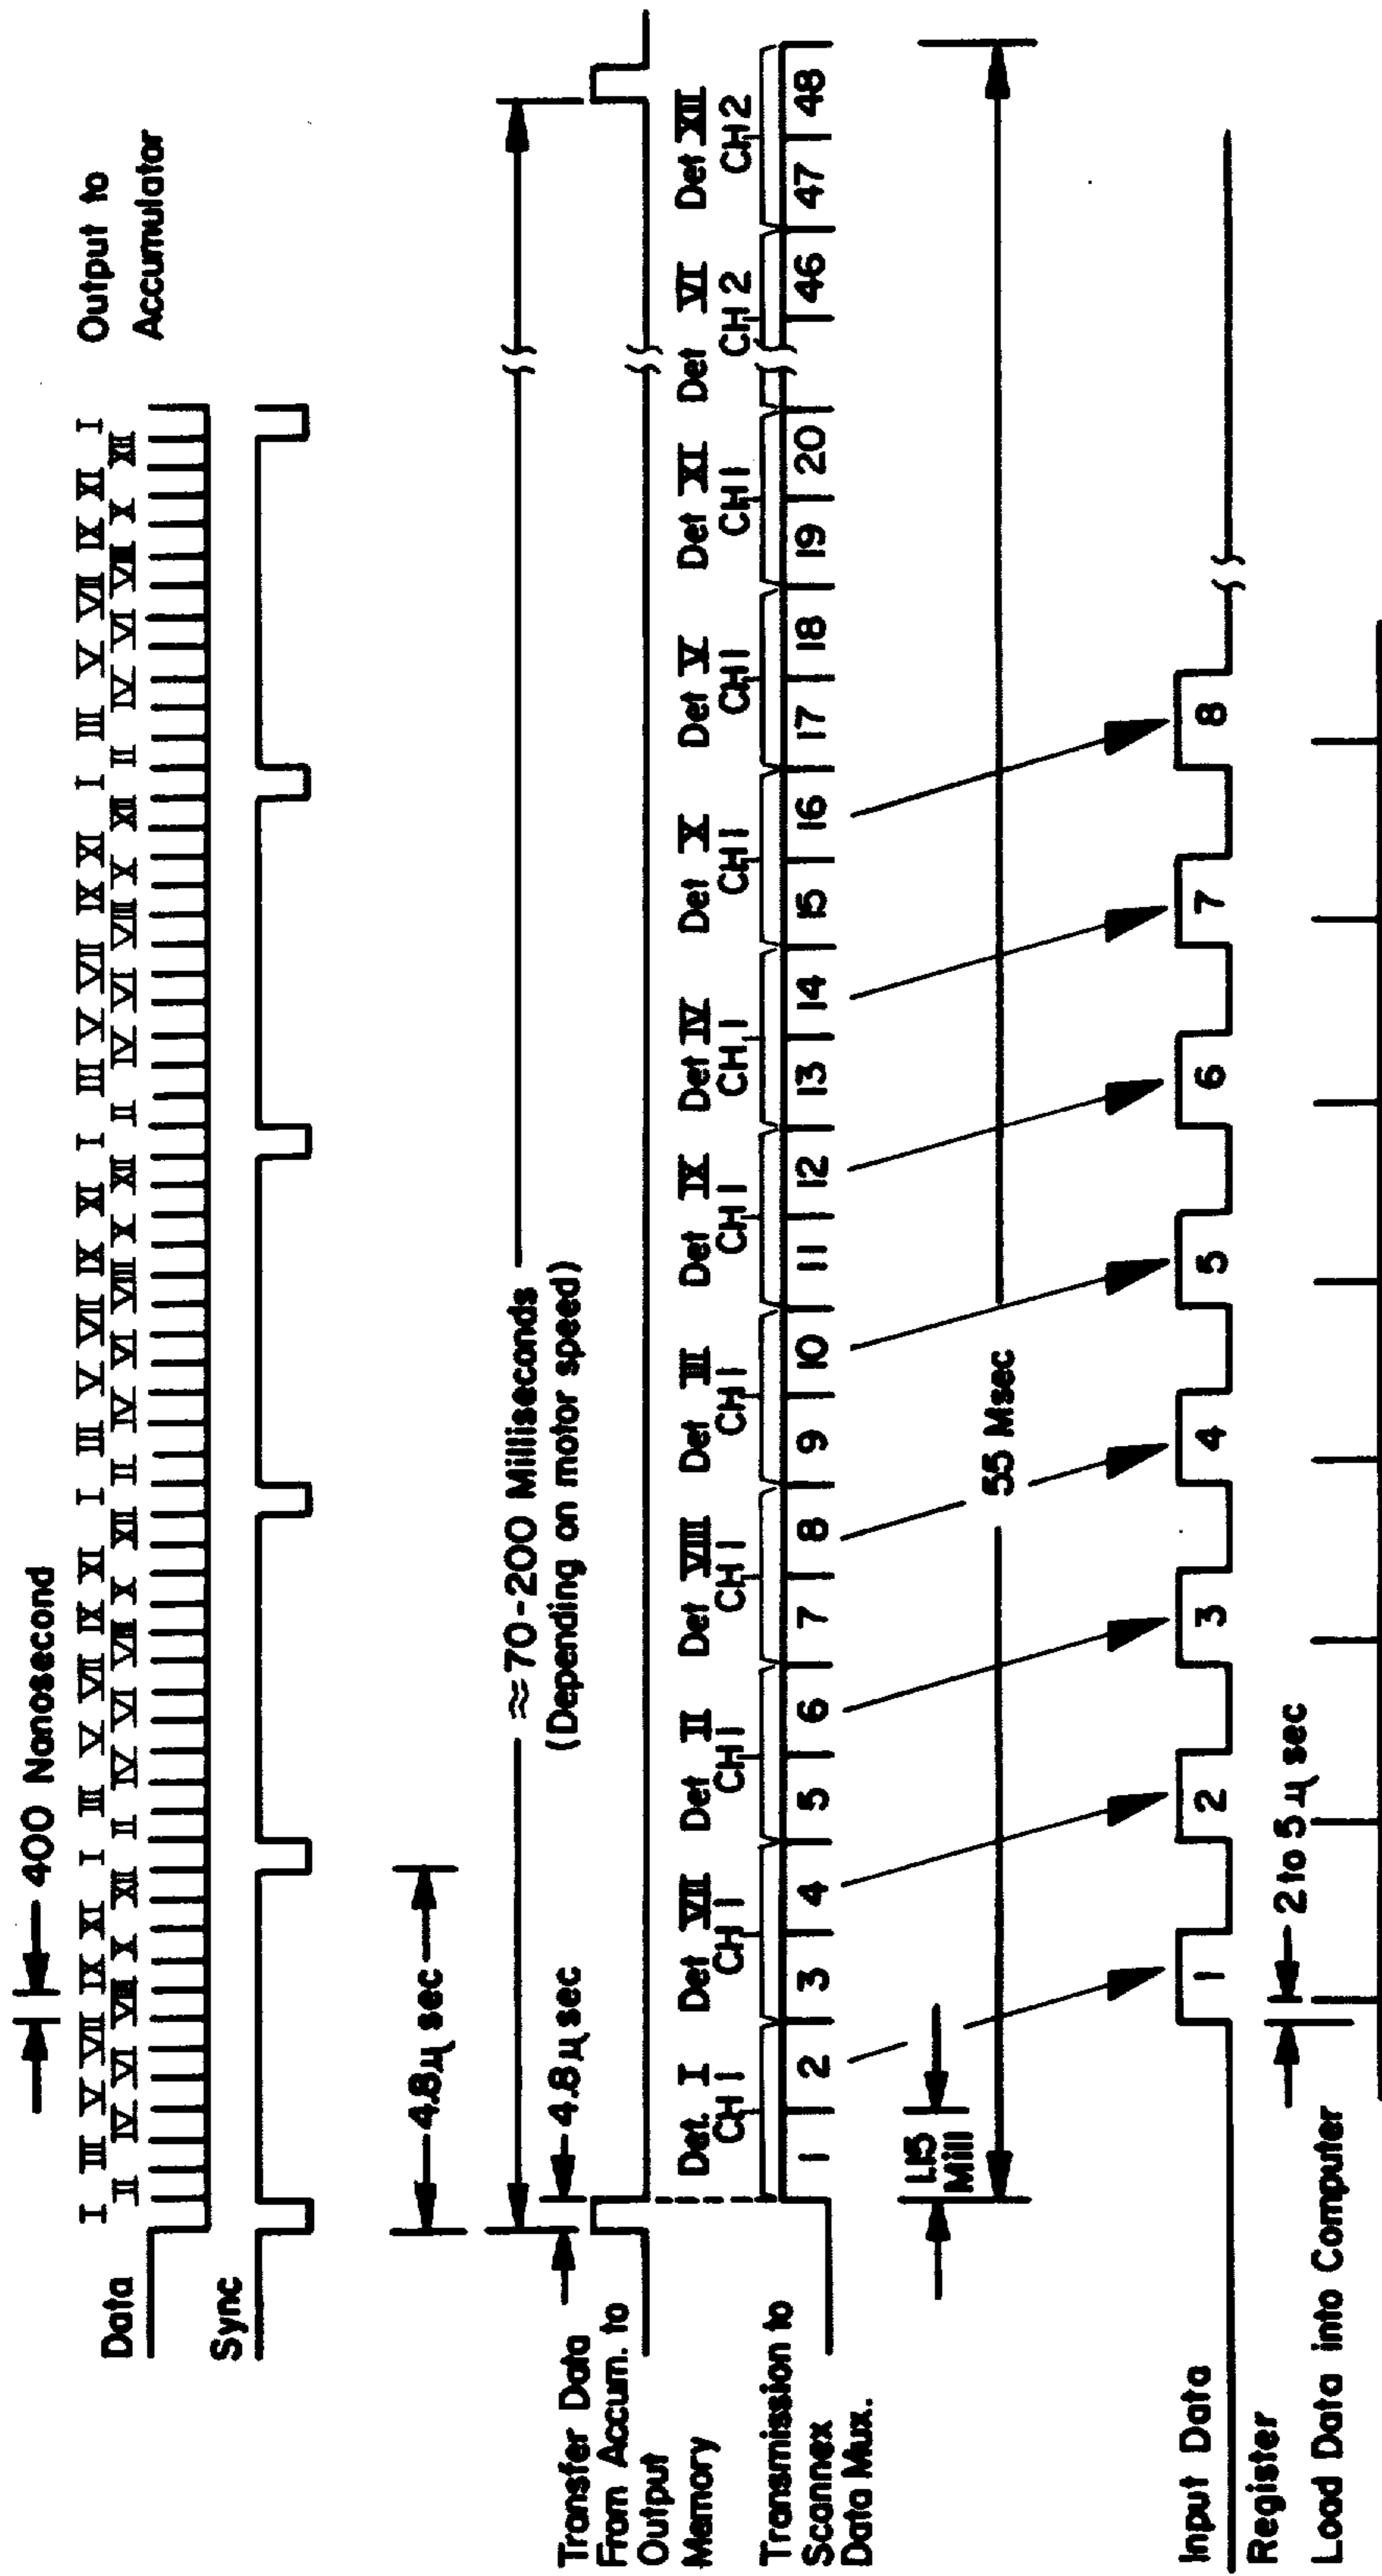 400 Nanosecond
I III V VII IX XI I III V VII IX XI I III V VII IX XI I III V VII IX XI I III V VII IX XI I
II IV VI VIII X XII II IV VI VIII X XII II IV VI VIII X XII II IV VI VIII X XII II IV VI VIII X XII
Output to
Accumulator
Data
Sync
4.8μ sec
≈70-200 Milliseconds
(Depending on motor speed)
4.8μ sec
Transfer Data
From Accum. to
Output
Memory
Det. I Det VII Det II Det VIII Det III Det IX Det IV Det X Det V Det XI Det VI Det XII
CH I CH I CH I CH I CH I CH I CH I CH I CH I CH I CH 2 CH 2
1 2 3 4 5 6 7 8 9 10 11 12 13 14 15 16 17 18 19 20 46 47 48
Transmission to
Scannex
Data Mux.
1.15
Mill
55 Msec
Input Data
Register
1 2 3 4 5 6 7 8
2 to 5 μ sec
Load Data into Computer